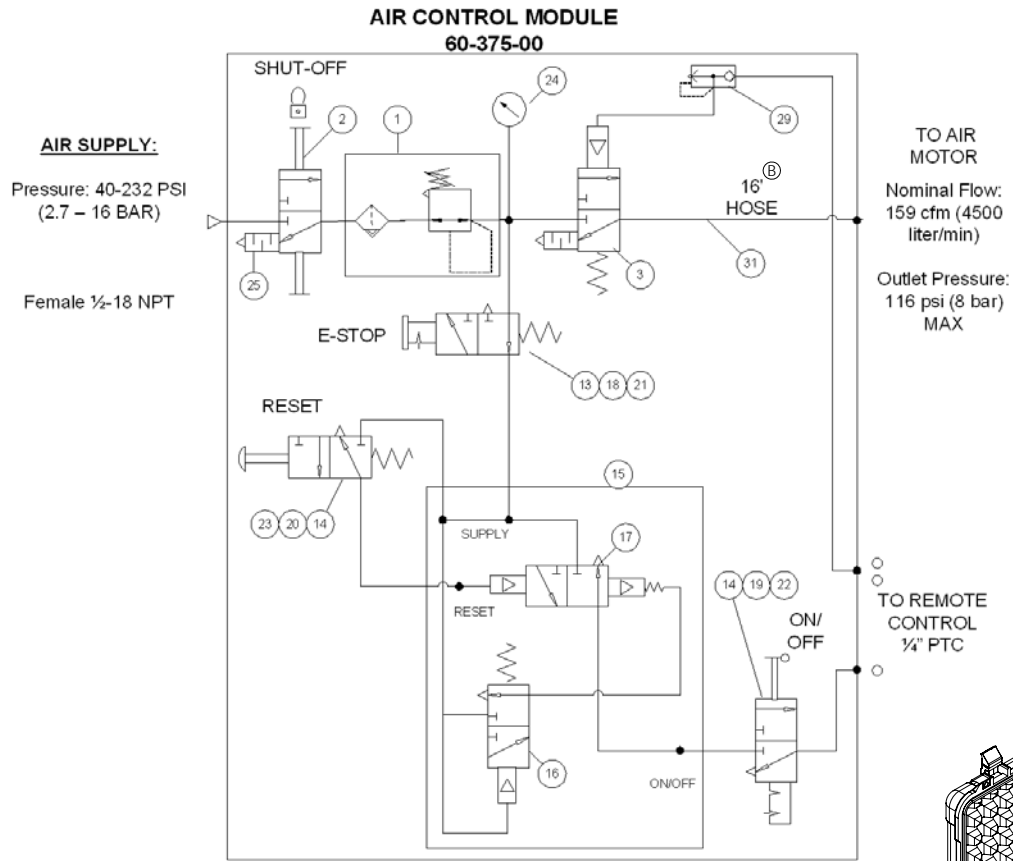 AIR CONTROL MODULE
60-375-00
SHUT-OFF
2
1
24
29
AIR SUPPLY:
Pressure: 40-232 PSI
(2.7 – 16 BAR)
Female ½-18 NPT
25
B
16'
HOSE
3
31
TO AIR
MOTOR
Nominal Flow:
159 cfm (4500
liter/min)
Outlet Pressure:
116 psi (8 bar)
MAX
E-STOP
13 18 21
RESET
23 20 14
15
SUPPLY
17
RESET
14 19 22
ON/
OFF
TO REMOTE
CONTROL
¼" PTC
16
ON/OFF